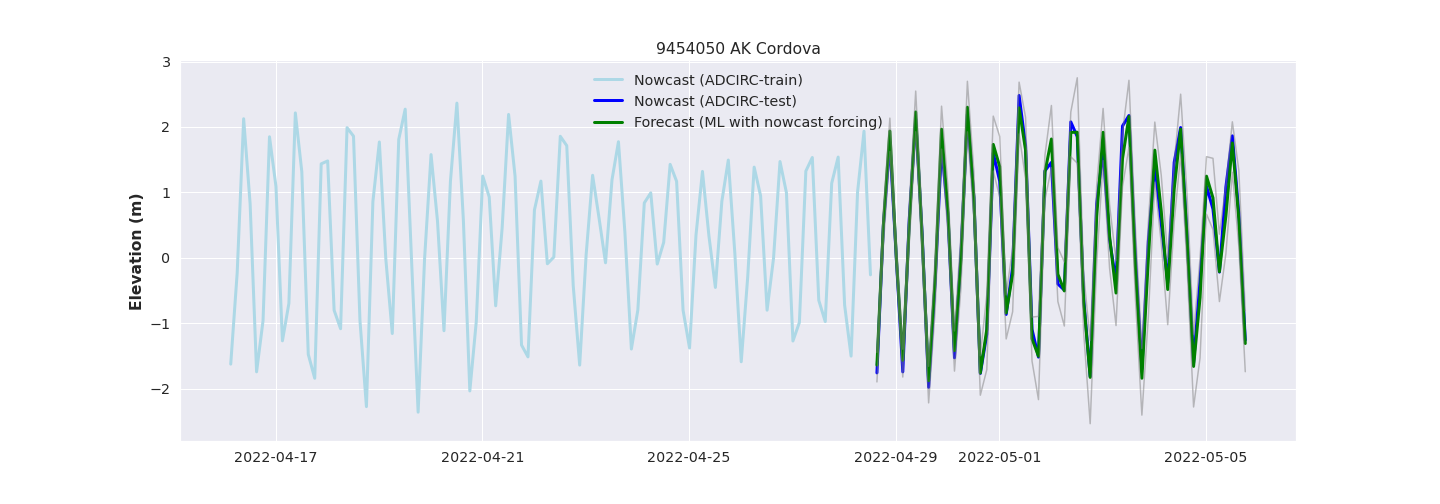 9454050 AK Cordova
Nowcast (ADCIRC-train)
Nowcast (ADCIRC-test)
Forecast (ML with nowcast forcing)
Elevation (m)
3
2
1
0
−1
−2
2022-04-17
2022-04-21
2022-04-25
2022-04-29
2022-05-01
2022-05-05